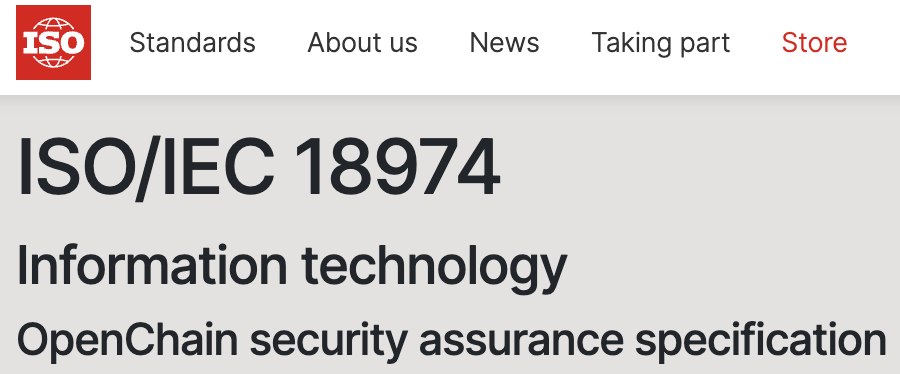 ISO Standards About us News Taking part Store
ISO/IEC 18974
Information technology
OpenChain security assurance specification